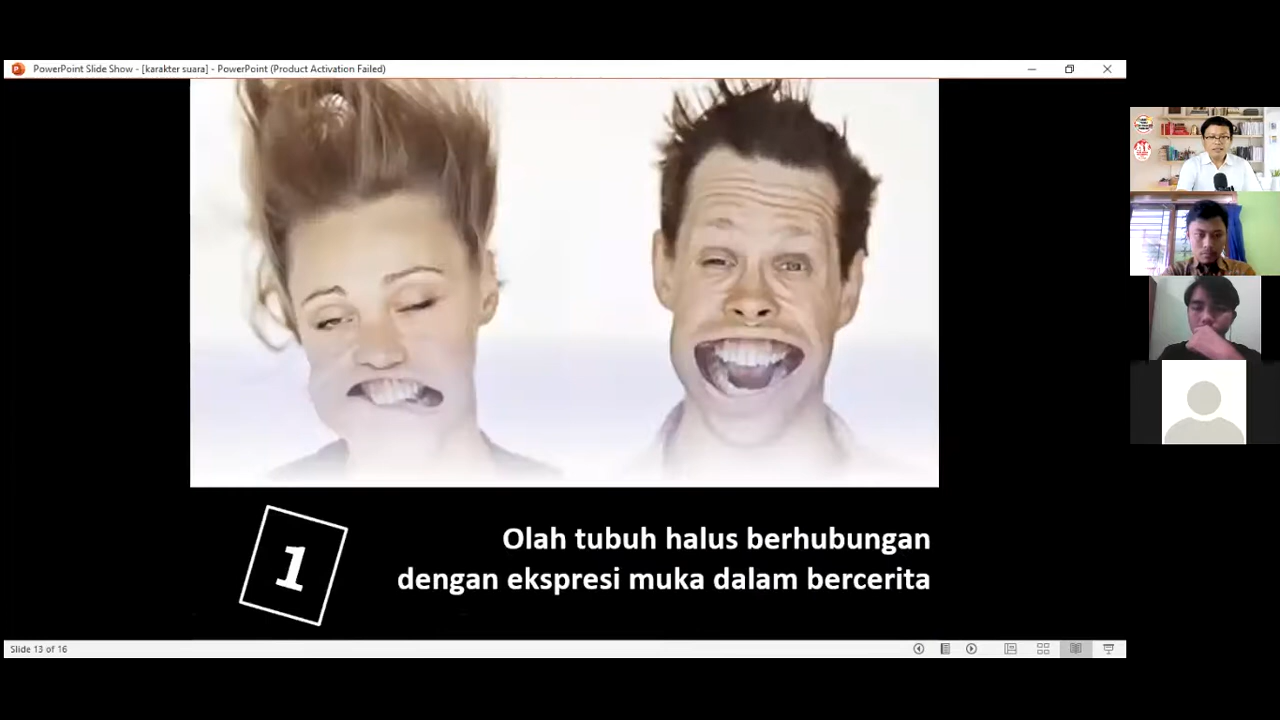 PowerPoint Slide Show - [karakter suara] - PowerPoint (Product Activation Failed)
1
Olah tubuh halus berhubungan
dengan ekspresi muka dalam bercerita
Slide 13 of 16